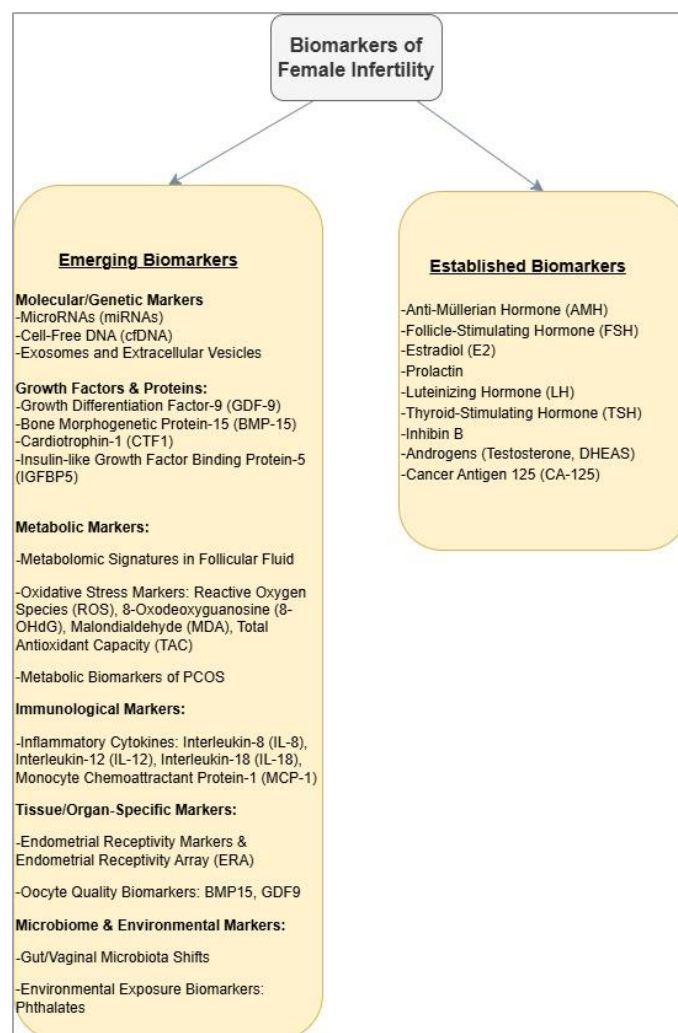 Biomarkers of
Female Infertility
Emerging Biomarkers
Molecular/Genetic Markers
-MicroRNAs (miRNAs)
-Cell-Free DNA (cfDNA)
-Exosomes and Extracellular Vesicles
Growth Factors & Proteins:
-Growth Differentiation Factor-9 (GDF-9)
-Bone Morphogenetic Protein-15 (BMP-15)
-Cardiotrophin-1 (CTF1)
-Insulin-like Growth Factor Binding Protein-5
(IGFBP5)
Metabolic Markers:
-Metabolomic Signatures in Follicular Fluid
-Oxidative Stress Markers: Reactive Oxygen
Species (ROS), 8-Oxodeoxyguanosine (8-
OHdG), Malondialdehyde (MDA), Total
Antioxidant Capacity (TAC)
-Metabolic Biomarkers of PCOS
Immunological Markers:
-Inflammatory Cytokines: Interleukin-8 (IL-8),
Interleukin-12 (IL-12), Interleukin-18 (IL-18),
Monocyte Chemoattractant Protein-1 (MCP-1)
Tissue/Organ-Specific Markers:
-Endometrial Receptivity Markers &
Endometrial Receptivity Array (ERA)
-Oocyte Quality Biomarkers: BMP15, GDF9
Microbiome & Environmental Markers:
-Gut/Vaginal Microbiota Shifts
-Environmental Exposure Biomarkers:
Phthalates
Established Biomarkers
-Anti-Müllerian Hormone (AMH)
-Follicle-Stimulating Hormone (FSH)
-Estradiol (E2)
-Prolactin
-Luteinizing Hormone (LH)
-Thyroid-Stimulating Hormone (TSH)
-Inhibin B
-Androgens (Testosterone, DHEAS)
-Cancer Antigen 125 (CA-125)